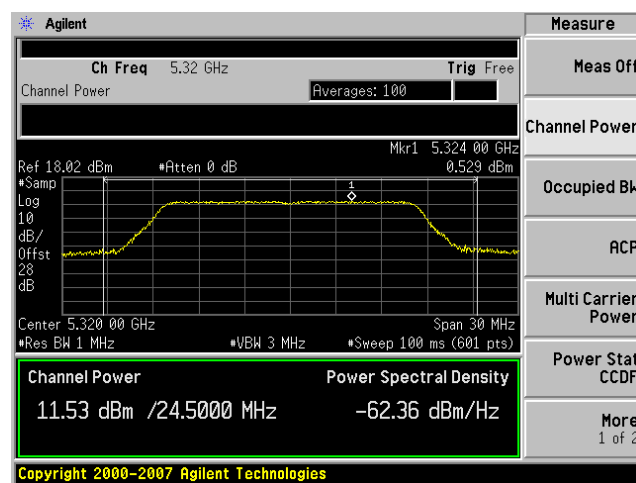 Agilent
Measure
Ch Freq 5.32 GHz Trig Free
Meas Off
Channel Power Averages: 100
Channel Power
Mkr1 5.324 00 GHz
Ref 18.02 dBm #Atten 0 dB 0.529 dBm
#Samp
Log
10
dB/
Offst
28
dB
1
Occupied BW
ACP
Multi Carrier
Power
Center 5.320 00 GHz Span 30 MHz
#Res BW 1 MHz #VBW 3 MHz #Sweep 100 ms (601 pts)
Power Stat
CCDF
Channel Power Power Spectral Density
11.53 dBm /24.5000 MHz -62.36 dBm/Hz
More
1 of 2
Copyright 2000-2007 Agilent Technologies